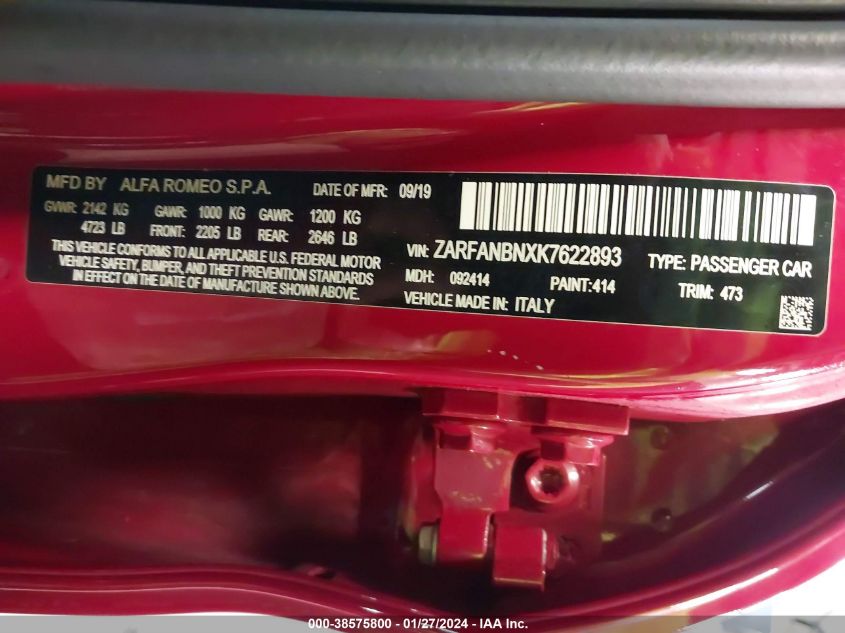 MFD BY ALFA ROMEO S.P.A. DATE OF MFR: 09/19
GVWR: 2142 KG GAWR: 1000 KG GAWR: 1200 KG
4723 LB FRONT: 2205 LB REAR: 2646 LB
THIS VEHICLE CONFORMS TO ALL APPLICABLE U.S. FEDERAL MOTOR
VEHICLE SAFETY, BUMPER, AND THEFT PREVENTION STANDARDS
IN EFFECT ON THE DATE OF MANUFACTURE SHOWN ABOVE.
VIN: ZARFANBNXK7622893 TYPE: PASSENGER CAR
MDH: 092414 PAINT:414 TRIM: 473
VEHICLE MADE IN: ITALY
000-38575800 - 01/27/2024 - IAA Inc.